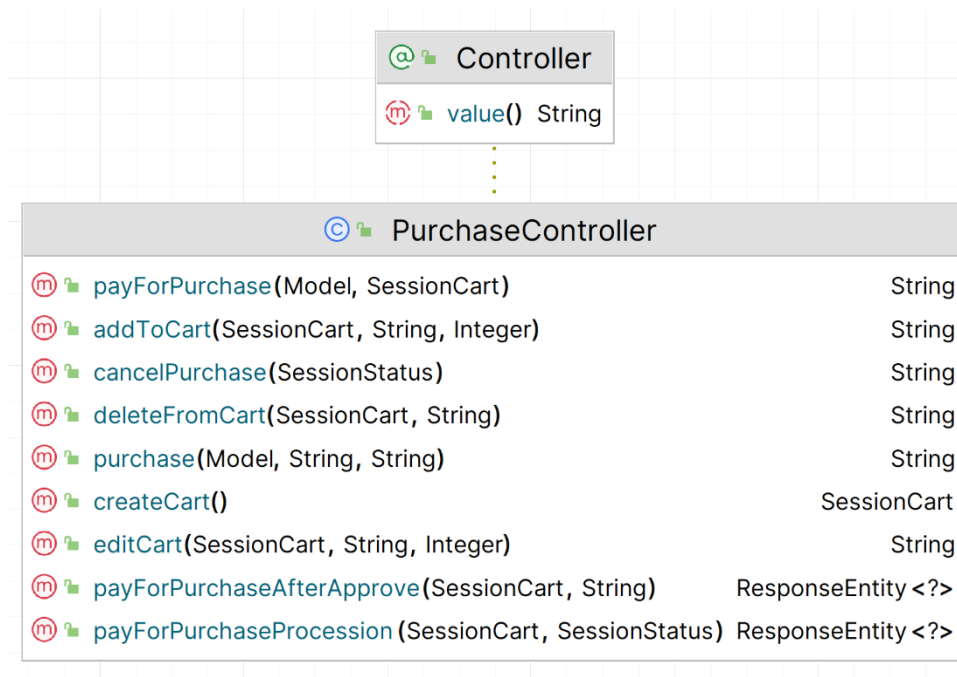 Controller
value() String
PurchaseController
payForPurchase(Model, SessionCart) String
addToCart(SessionCart, String, Integer) String
cancelPurchase(SessionStatus) String
deleteFromCart(SessionCart, String) String
purchase(Model, String, String) String
createCart() SessionCart
editCart(SessionCart, String, Integer) String
payForPurchaseAfterApprove(SessionCart, String) ResponseEntity<?>
payForPurchaseProcession(SessionCart, SessionStatus) ResponseEntity<?>